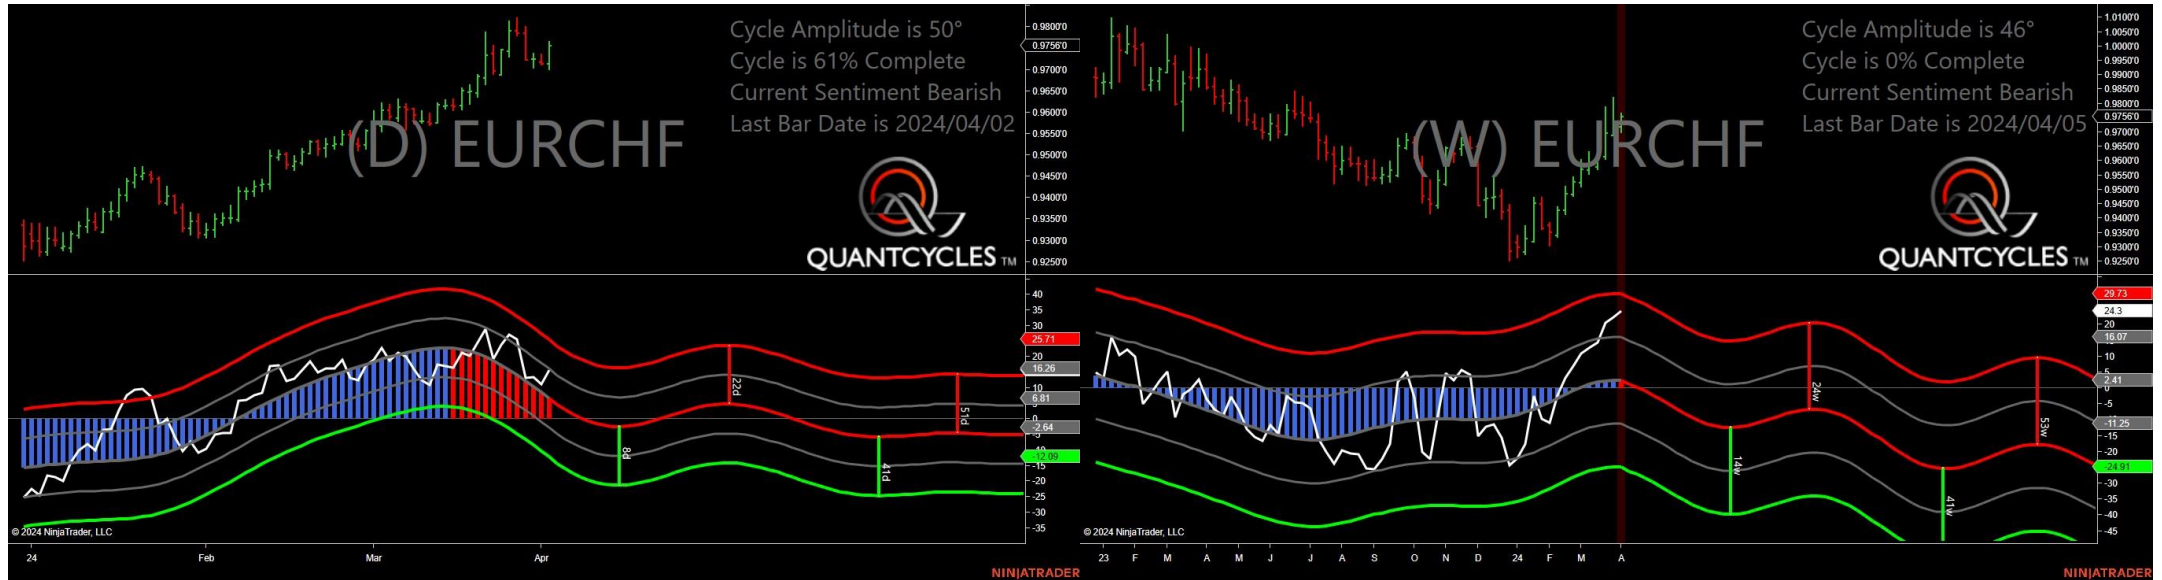 Cycle Amplitude is 50°
Cycle is 61% Complete
Current Sentiment Bearish
Last Bar Date is 2024/04/02
(D) EURCHF
QUANTCYCLES TM
0.9800'0
0.9756'0
0.9700'0
0.9650'0
0.9600'0
0.9550'0
0.9500'0
0.9450'0
0.9400'0
0.9350'0
0.9300'0
0.9250'0
40
35
30
25.71
20
16.26
10
6.81
0
-2.64
-12.09
-15
-20
-25
-30
-35
22d
51d
8d
41d
© 2024 NinjaTrader, LLC
24 Feb Mar Apr
NINJATRADER
Cycle Amplitude is 46°
Cycle is 0% Complete
Current Sentiment Bearish
Last Bar Date is 2024/04/05
(W) EURCHF
QUANTCYCLES TM
1.0100'0
1.0050'0
1.0000'0
0.9950'0
0.9900'0
0.9850'0
0.9800'0
0.9756'0
0.9700'0
0.9650'0
0.9600'0
0.9550'0
0.9500'0
0.9450'0
0.9400'0
0.9350'0
0.9300'0
0.9250'0
29.73
24.3
20
16.07
10
2.41
-5
-11.25
-15
-20
-24.91
-30
-35
-40
-45
24w
53w
14w
41w
© 2024 NinjaTrader, LLC
23 F M A M J J A S O N D 24 F M A
NINJATRADER